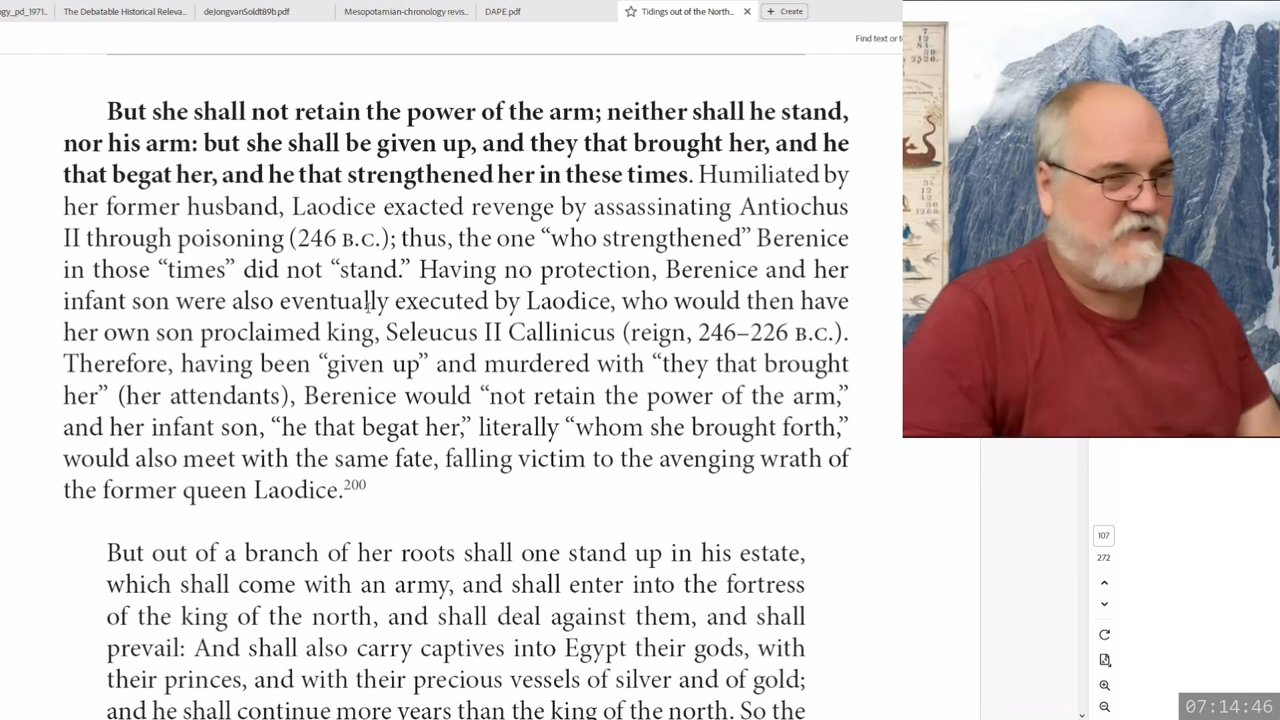 ogy_pd_1971.. The Debatable Historical Releva.. deJongvanSoldt89b.pdf Mesopotamian-chronology revis.. DAPE.pdf Tidings out of the North... Create
Find text or t
But she shall not retain the power of the arm; neither shall he stand,
nor his arm: but she shall be given up, and they that brought her, and he
that begat her, and he that strengthened her in these times. Humiliated by
her former husband, Laodice exacted revenge by assassinating Antiochus
II through poisoning (246 B.C.); thus, the one “who strengthened” Berenice
in those “times” did not “stand.” Having no protection, Berenice and her
infant son were also eventually executed by Laodice, who would then have
her own son proclaimed king, Seleucus II Callinicus (reign, 246–226 B.C.).
Therefore, having been “given up” and murdered with “they that brought
her” (her attendants), Berenice would “not retain the power of the arm,”
and her infant son, “he that begat her,” literally “whom she brought forth,”
would also meet with the same fate, falling victim to the avenging wrath of
the former queen Laodice.200
But out of a branch of her roots shall one stand up in his estate,
which shall come with an army, and shall enter into the fortress
of the king of the north, and shall deal against them, and shall
prevail: And shall also carry captives into Egypt their gods, with
their princes, and with their precious vessels of silver and of gold;
and he shall continue more years than the king of the north. So the
107
272
07:14:46